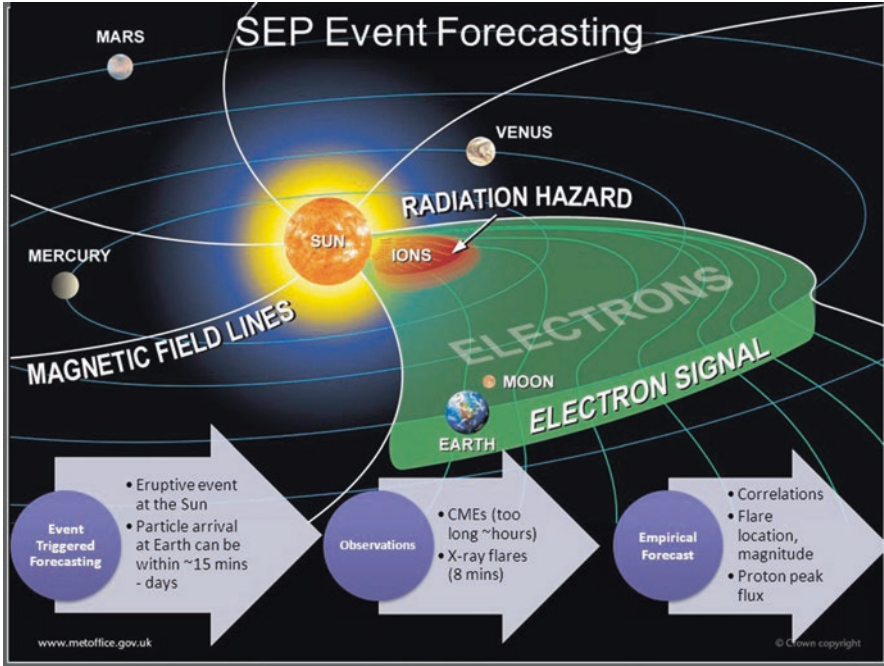 SEP Event Forecasting
MARS
VENUS
RADIATION HAZARD
SUN
IONS
MERCURY
ELECTRONS
MAGNETIC FIELD LINES
MOON
ELECTRON SIGNAL
EARTH
Event
Triggered
Forecasting
• Eruptive event
at the Sun
• Particle arrival
at Earth can be
within ~15 mins
- days
Observations
• CMEs (too
long ~hours)
• X-ray flares
(8 mins)
Empirical
Forecast
• Correlations
• Flare
location,
magnitude
• Proton peak
flux
www.metoffice.gov.uk
© Crown copyright